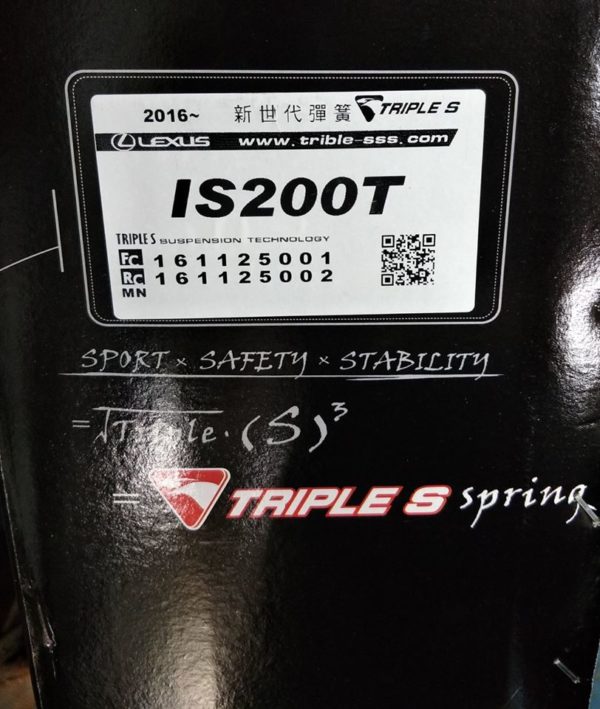 2016~ 新世代彈簧 TRIPLE S
LEXUS www.trible-sss.com
IS200T
TRIPLE S SUSPENSION TECHNOLOGY
FC 161125001
RC 161125002
MN
SPORT × SAFETY × STABILITY
=√Triple·(S)³
= TRIPLE S spring